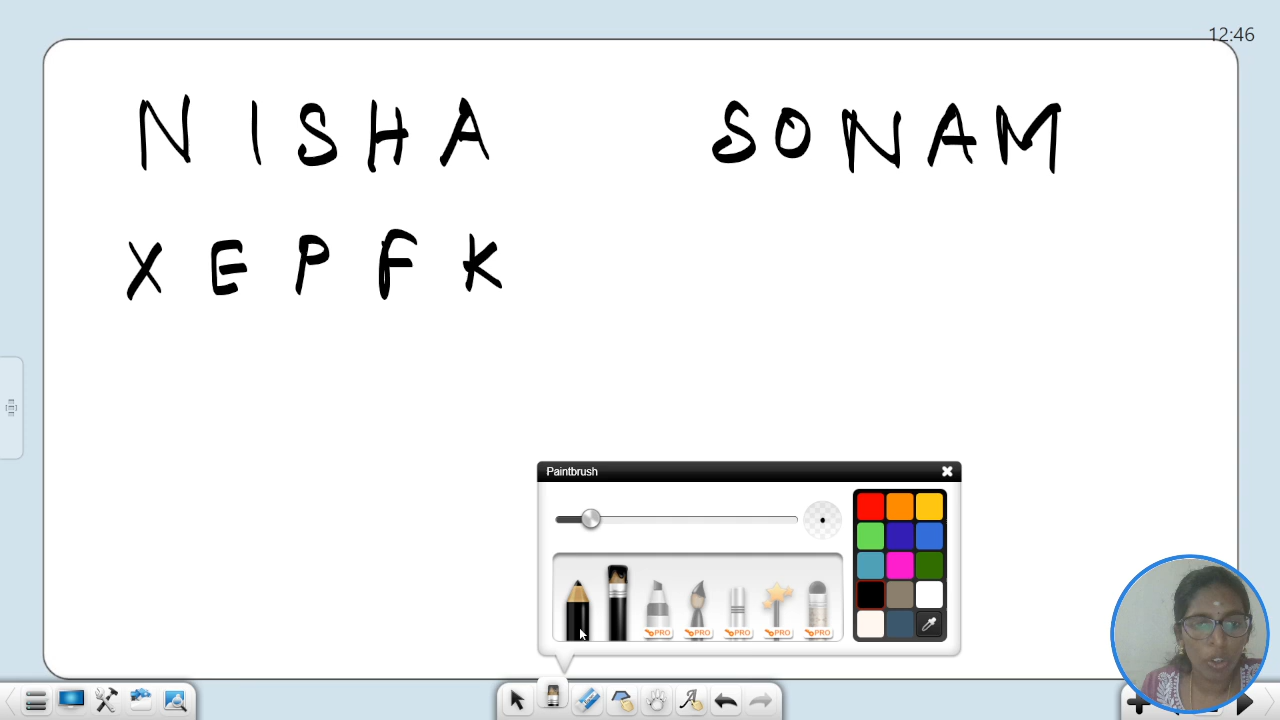 12:46
N I S H A S O N A M
X E P F K
Paintbrush
PRO PRO PRO PRO PRO